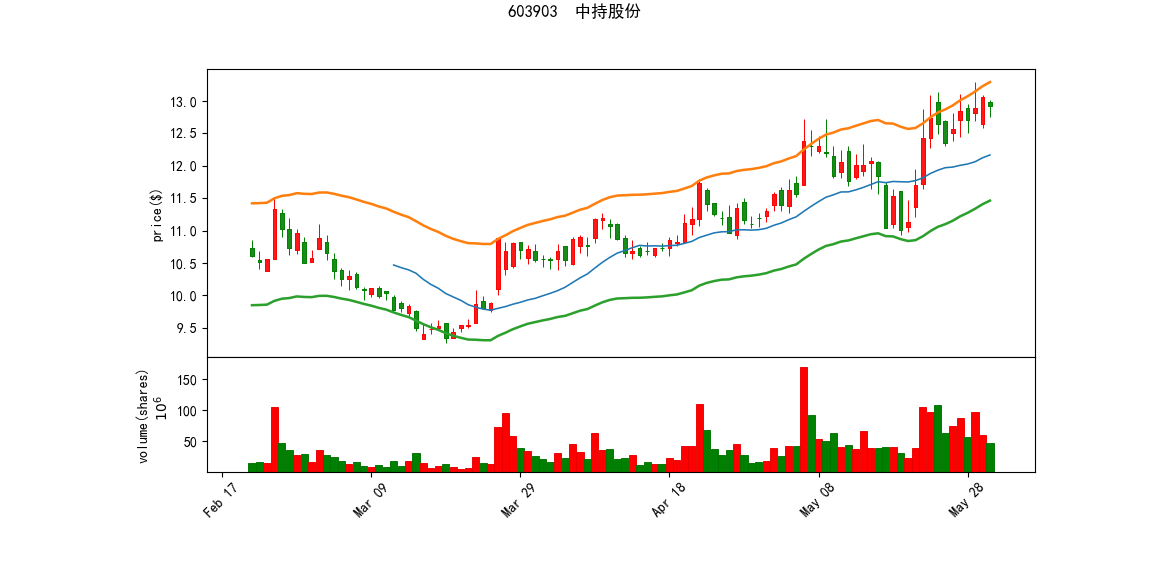 603903 中持股份
price($)
13.0
12.5
12.0
11.5
11.0
10.5
10.0
9.5
volume(shares)
10^6
150
100
50
Feb 17
Mar 09
Mar 29
Apr 18
May 08
May 28